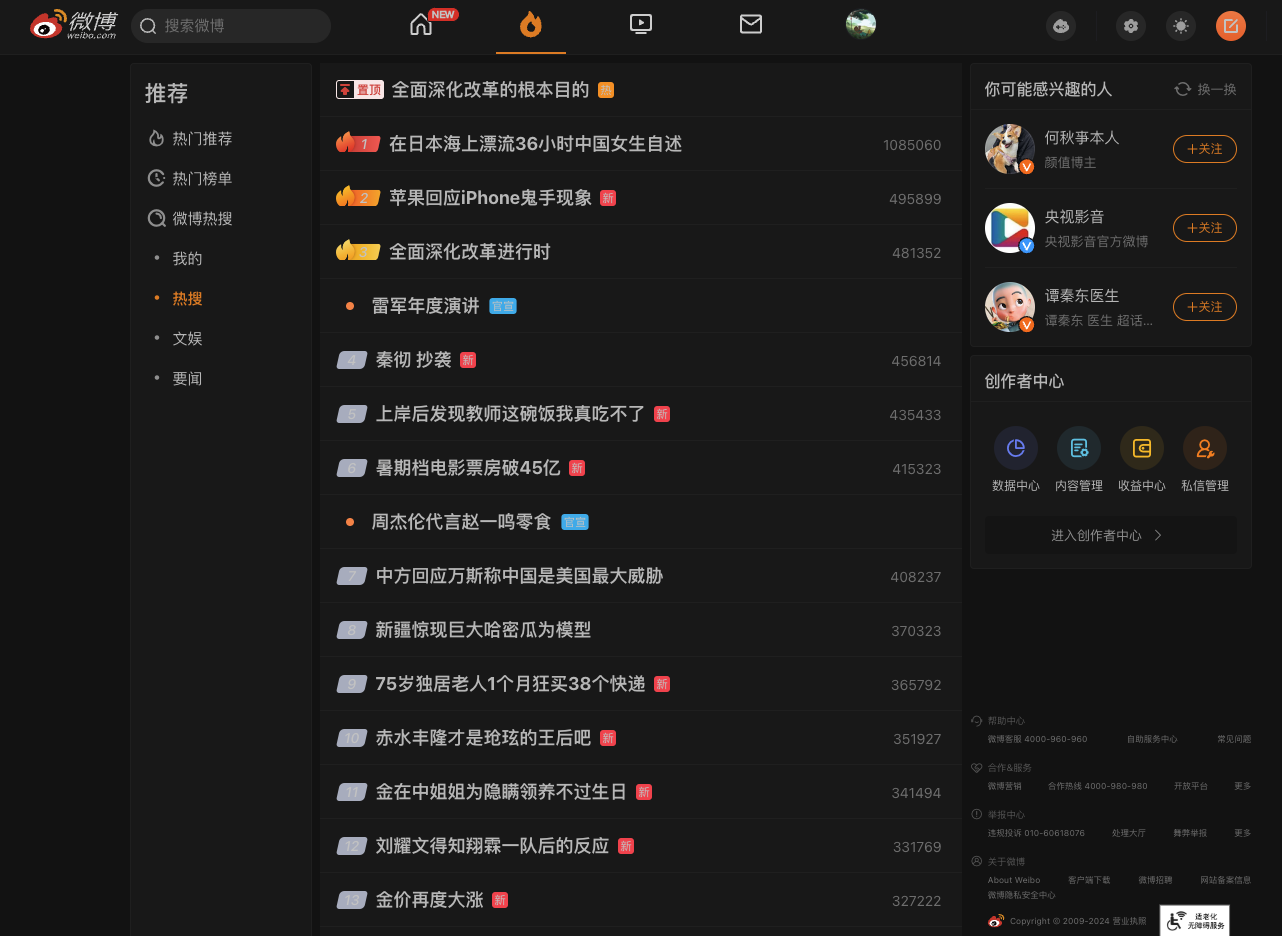 微博
weibo.com
搜索微博
NEW
推荐
热门推荐
热门榜单
微博热搜
我的
热搜
文娱
要闻
置顶 全面深化改革的根本目的 热
1 在日本海上漂流36小时中国女生自述 1085060
2 苹果回应iPhone鬼手现象 新 495899
3 全面深化改革进行时 481352
雷军年度演讲 官宣
4 秦彻 抄袭 新 456814
5 上岸后发现教师这碗饭我真吃不了 新 435433
6 暑期档电影票房破45亿 新 415323
周杰伦代言赵一鸣零食 官宣
7 中方回应万斯称中国是美国最大威胁 408237
8 新疆惊现巨大哈密瓜为模型 370323
9 75岁独居老人1个月狂买38个快递 新 365792
10 赤水丰隆才是玱玹的王后吧 新 351927
11 金在中姐姐为隐瞒领养不过生日 新 341494
12 刘耀文得知翔霖一队后的反应 新 331769
13 金价再度大涨 新 327222
你可能感兴趣的人 换一换
何秋亊本人
颜值博主
+关注
央视影音
央视影音官方微博
+关注
谭秦东医生
谭秦东 医生 超话...
+关注
创作者中心
数据中心 内容管理 收益中心 私信管理
进入创作者中心
帮助中心
微博客服 4000-960-960 自助服务中心 常见问题
合作&服务
微博营销 合作热线 4000-980-980 开放平台 更多
举报中心
违规投诉 010-60618076 处理大厅 舞弊举报 更多
关于微博
About Weibo 客户端下载 微博招聘 网站备案信息
微博隐私安全中心
Copyright © 2009-2024 营业执照
适老化
无障碍服务